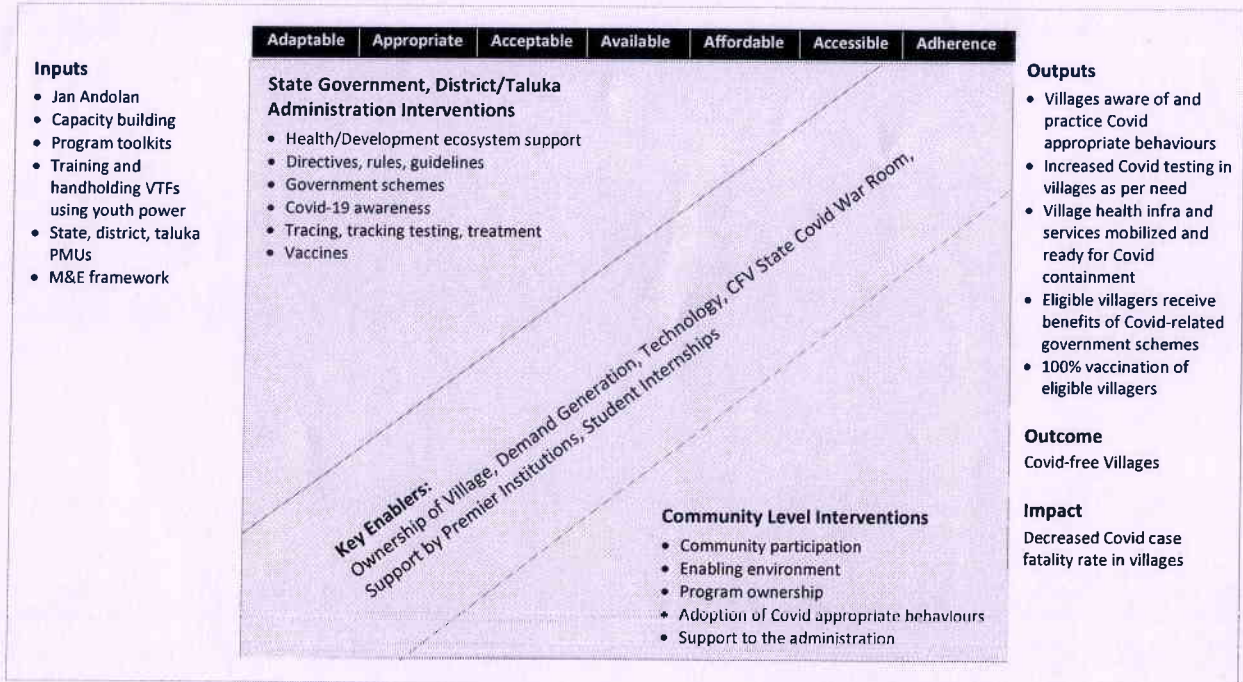 Adaptable Appropriate Acceptable Available Affordable Accessible Adherence
Inputs
• Jan Andolan
• Capacity building
• Program toolkits
• Training and
handholding VTFs
using youth power
• State, district, taluka
PMUs
• M&E framework
State Government, District/Taluka
Administration Interventions
• Health/Development ecosystem support
• Directives, rules, guidelines
• Government schemes
• Covid-19 awareness
• Tracing, tracking testing, treatment
• Vaccines
Key Enablers:
Ownership of Village, Demand Generation, Technology, CFV State Covid War Room,
Support by Premier Institutions, Student Internships
Community Level Interventions
• Community participation
• Enabling environment
• Program ownership
• Adoption of Covid appropriate behaviours
• Support to the administration
Outputs
• Villages aware of and
practice Covid
appropriate behaviours
• Increased Covid testing in
villages as per need
• Village health infra and
services mobilized and
ready for Covid
containment
• Eligible villagers receive
benefits of Covid-related
government schemes
• 100% vaccination of
eligible villagers
Outcome
Covid-free Villages
Impact
Decreased Covid case
fatality rate in villages